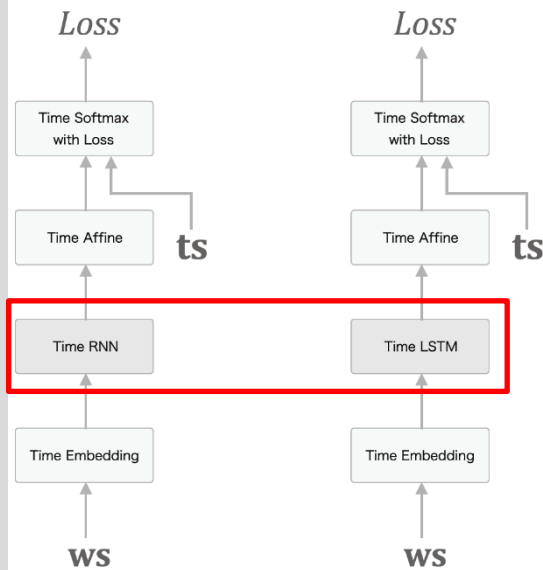 Loss
Time Softmax
with Loss
Time Affine
ts
Time RNN
Time Embedding
ws
Loss
Time Softmax
with Loss
Time Affine
ts
Time LSTM
Time Embedding
ws